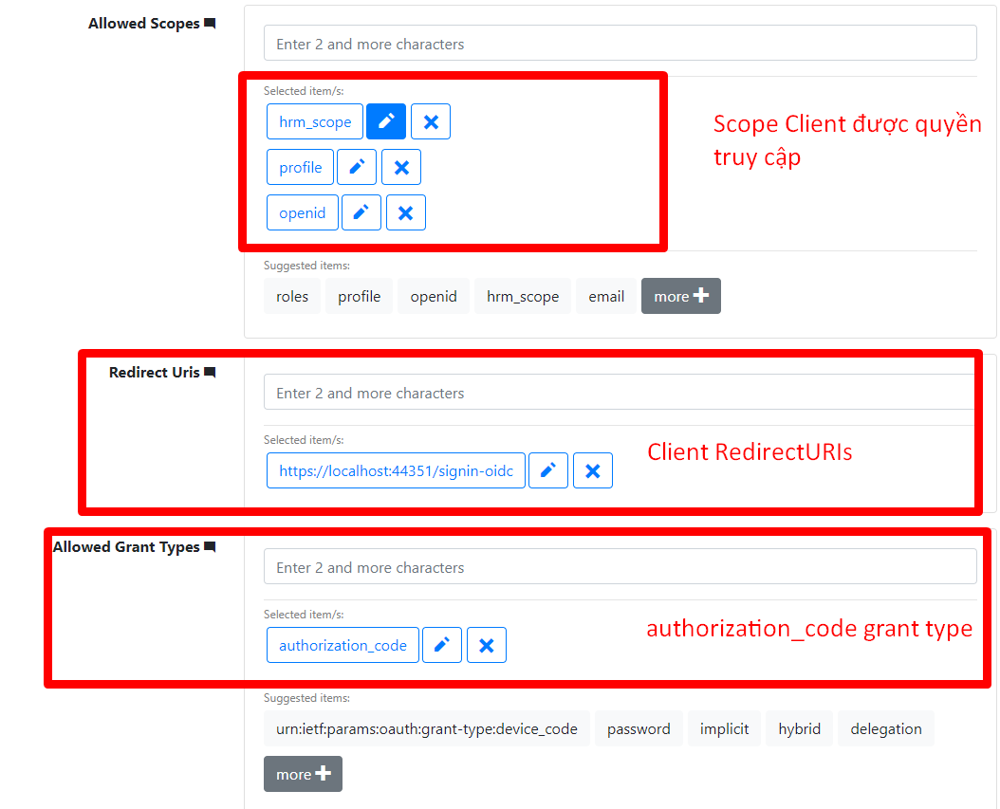 Allowed Scopes
Enter 2 and more characters
Selected item/s:
hrm_scope
profile
openid
Scope Client được quyền
truy cập
Suggested items:
roles profile openid hrm_scope email more
Redirect Uris
Enter 2 and more characters
Selected item/s:
https://localhost:44351/signin-oidc
Client RedirectURIs
Allowed Grant Types
Enter 2 and more characters
Selected item/s:
authorization_code
authorization_code grant type
Suggested items:
urn:ietf:params:oauth:grant-type:device_code password implicit hybrid delegation
more